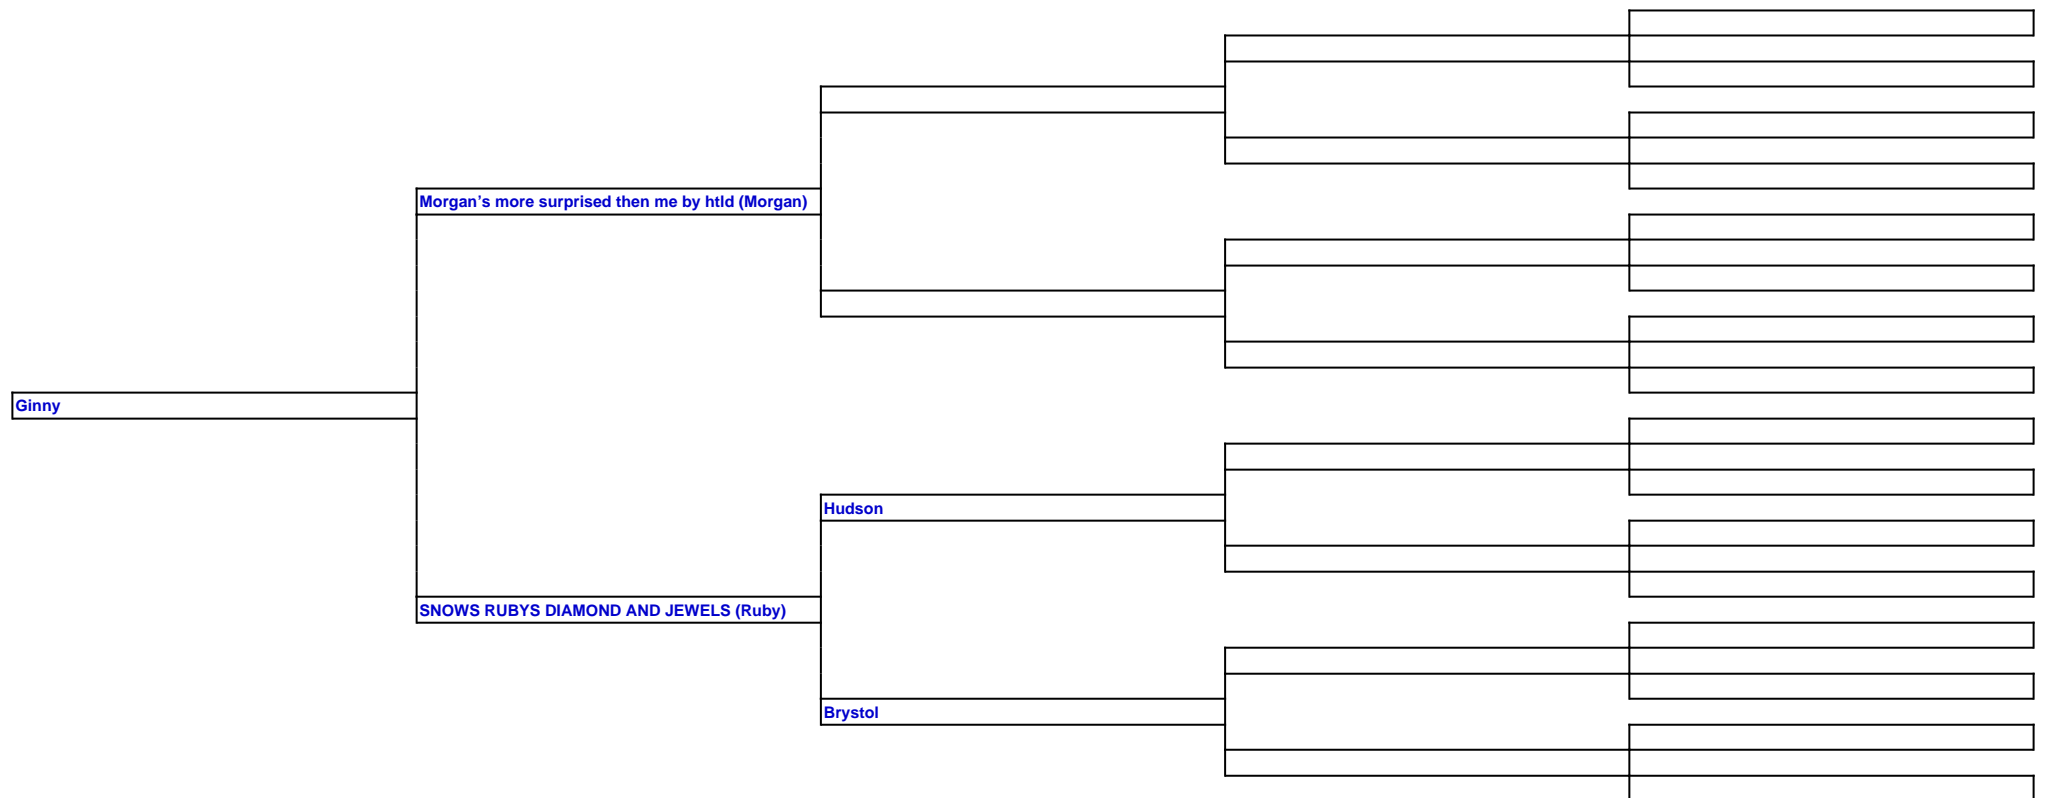 Morgan’s more surprised then me by htld (Morgan)
Ginny
Hudson
SNOWS RUBYS DIAMOND AND JEWELS (Ruby)
Brystol